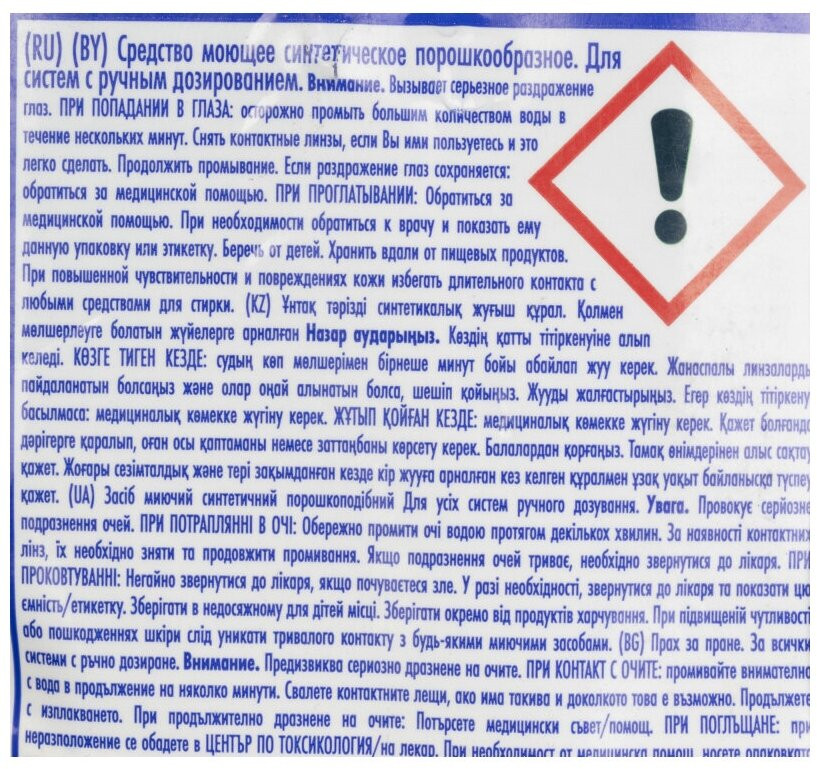 (RU) (BY) Средство моющее синтетическое порошкообразное. Для
систем с ручным дозированием. Внимание. Вызывает серьезное раздражение
глаз. ПРИ ПОПАДАНИИ В ГЛАЗА: осторожно промыть большим количеством воды в
течение нескольких минут. Снять контактные линзы, если Вы ими пользуетесь и это
легко сделать. Продолжить промывание. Если раздражение глаз сохраняется:
обратиться за медицинской помощью. ПРИ ПРОГЛАТЫВАНИИ: Обратиться за
медицинской помощью. При необходимости обратиться к врачу и показать ему
данную упаковку или этикетку. Беречь от детей. Хранить вдали от пищевых продуктов.
При повышенной чувствительности и повреждениях кожи избегать длительного контакта с
любыми средствами для стирки. (KZ) Ұнтақ тәрізді синтетикалық жуғыш құрал. Қолмен
мөлшерлеуге болатын жүйелерге арналған Назар аударыңыз. Көздің қатты тітіркенуіне алып
келеді. КӨЗГЕ ТИГЕН КЕЗДЕ: судың көп мөлшерімен бірнеше минут бойы абайлап жуу керек. Жанаспалы линзаларды
пайдаланатын болсаңыз және олар оңай алынатын болса, шешіп қойыңыз. Жууды жалғастырыңыз. Егер көздің тітіркену
басылмаса: медициналық көмекке жүгіну керек. ЖҰТЫП ҚОЙҒАН КЕЗДЕ: медициналық көмекке жүгіну керек. Қажет болғанда
дәрігерге қаралып, оған осы қаптаманы немесе заттаңбаны көрсету керек. Балалардан қорғаңыз. Тамақ өнімдерінен алыс сақтау
қажет. Жоғары сезімталдық және тері зақымданған кезде кір жууға арналған кез келген құралмен ұзақ уақыт байланысқа түспеу
қажет. (UA) Засіб миючий синтетичний порошкоподібний Для усіх систем ручного дозування. Увага. Провокує серйозне
подразнення очей. ПРИ ПОТРАПЛЯННІ В ОЧІ: Обережно промити очі водою протягом декількох хвилин. За наявності контактних
лінз, їх необхідно зняти та продовжити промивання. Якщо подразнення очей триває, необхідно звернутися до лікаря. ПРИ
ПРОКОВТУВАННІ: Негайно звернутися до лікаря, якщо почуваєтеся зле. У разі необхідності, звернутися до лікаря та показати цю
ємність/етикетку. Зберігати в недосяжному для дітей місці. Зберігати окремо від продуктів харчування. При підвищеній чутливості
або пошкодженнях шкіри слід уникати тривалого контакту з будь-якими миючими засобами. (BG) Прах за пране. За всички
системи с ръчно дозиране. Внимание. Предизвиква сериозно дразнене на очите. ПРИ КОНТАКТ С ОЧИТЕ: промивайте внимателно
с вода в продължение на няколко минути. Свалете контактните лещи, ако има такива и доколкото това е възможно. Продължете
с изплакването. При продължително дразнене на очите: Потърсете медицински съвет/помощ. ПРИ ПОГЛЪЩАНЕ: при
неразположение се обадете в ЦЕНТЪР ПО ТОКСИКОЛОГИЯ/на лекар. При необходимост от медицинска помощ, носете опаковката